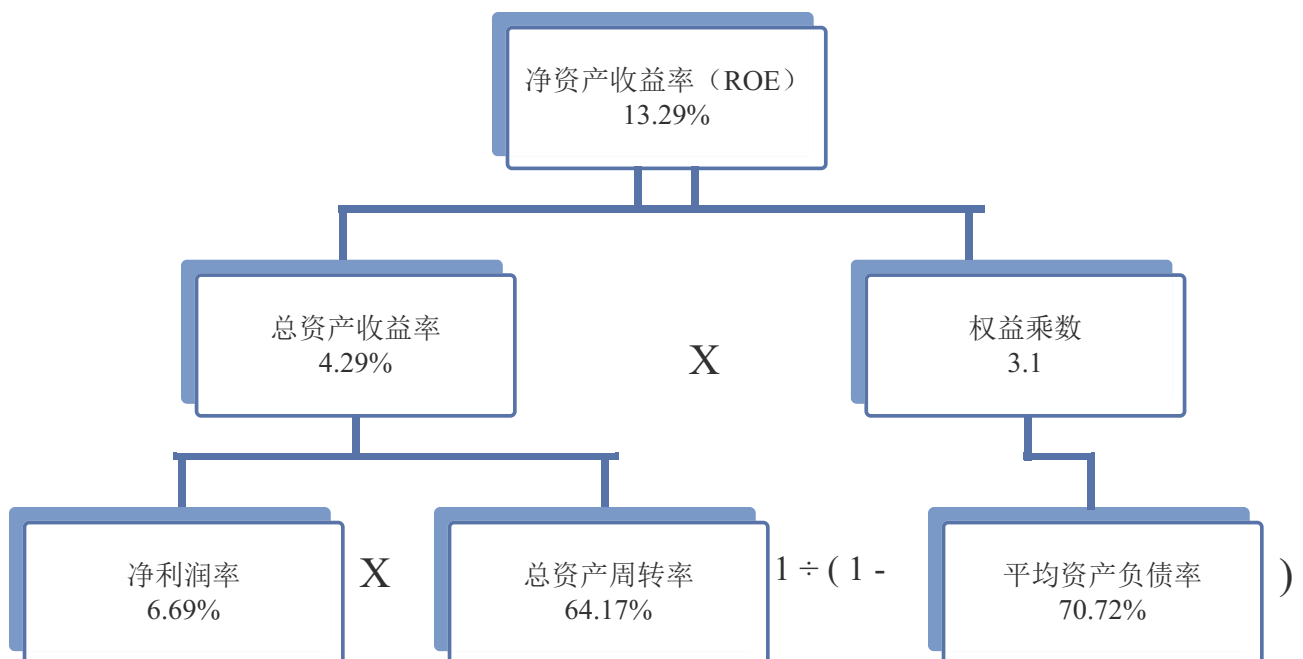 净资产收益率（ROE）
13.29%
总资产收益率
4.29%
X
权益乘数
3.1
净利润率
6.69%
X
总资产周转率
64.17%
1 ÷ ( 1 -
平均资产负债率
70.72%
)